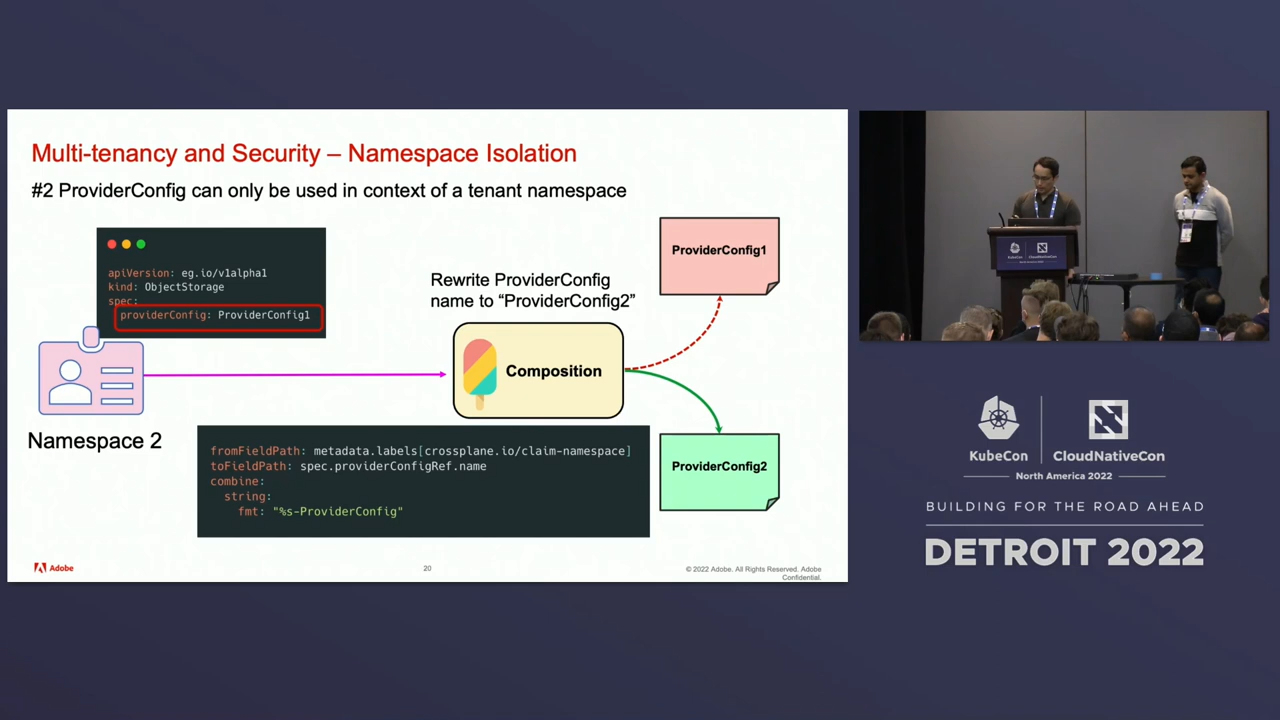 Multi-tenancy and Security – Namespace Isolation
#2 ProviderConfig can only be used in context of a tenant namespace
apiVersion: eg.io/v1alpha1
kind: ObjectStorage
spec:
providerConfig: ProviderConfig1
Namespace 2
Rewrite ProviderConfig
name to “ProviderConfig2”
Composition
ProviderConfig1
ProviderConfig2
fromFieldPath: metadata.labels[crossplane.io/claim-namespace]
toFieldPath: spec.providerConfigRef.name
combine:
string:
fmt: "%s-ProviderConfig"
Adobe
20
© 2022 Adobe. All Rights Reserved. Adobe
Confidential.
KubeCon
CloudNativeCon
KubeCon
CloudNativeCon
North America 2022
BUILDING FOR THE ROAD AHEAD
DETROIT 2022